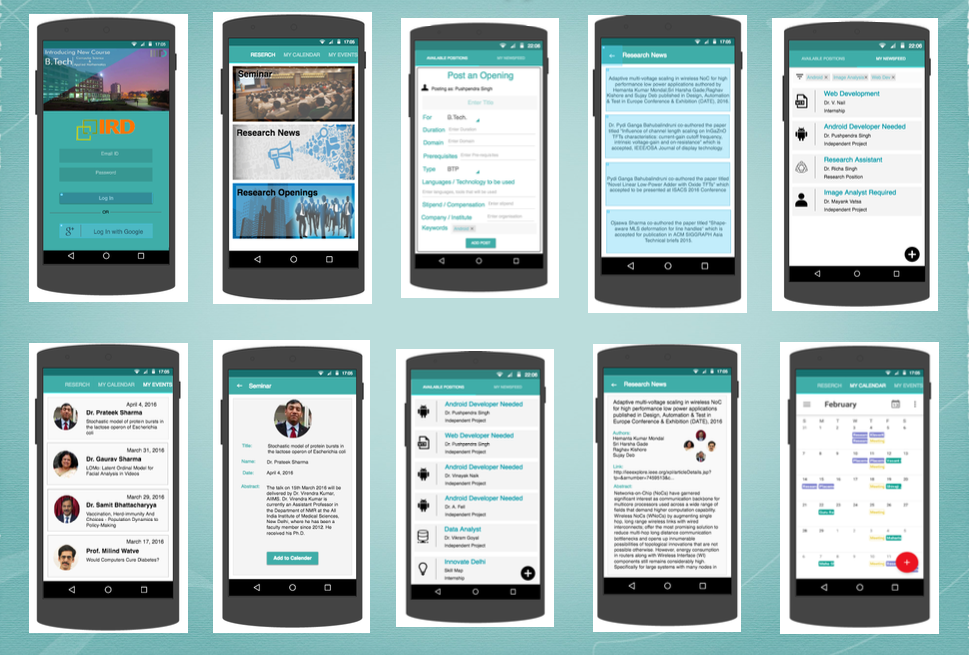 17:05
Introducing New Course
B.Tech
IRD
Email ID
Password
Log In
OR
g+ Log In with Google
17:05
RESERCH MY CALENDAR MY EVENTS
Seminar
Research News
Research Openings
22:06
AVAILABLE POSITIONS MY NEWSFEED
Post an Opening
Posting as: Pushpendra Singh
Enter Title
For B.Tech.
Duration Enter Duration
Domain Enter Domain
Prerequisites Enter Prerequisites
Type BTP
Languages / Technology to be used
Stipend / Compensation
Company / Institute
Keywords Android x
ADD POST
17:05
← Research News
Adaptive multi-voltage scaling in wireless NoC for high
performance low power applications authored by
Hemanta Kumar Mondal,Sri Harsha Gade,Raghav
Kishore and Sujay Deb published in Design, Automation
& Test in Europe Conference & Exhibition (DATE), 2016.
Dr. Pydi Ganga Bahubalindruni co-authored the paper
titled "Influence of channel length scaling on InGaZnO
TFTs characteristics: current-gain cutoff frequency,
intrinsic voltage-gain and on-resistance" which is
accepted, IEEE/OSA Journal of display technology
Pydi Ganga Bahubalindruni co-authored the paper titled
"Novel Linear Low-Power Adder with Oxide TFTs" which
accepted to be presented at ISACS 2016 Conference
Ojaswa Sharma co-authored the paper titled "Shape-
aware MLS deformation for line handles" which is
accepted for publication in ACM SIGGRAPH Asia
Technical briefs 2015.
22:06
AVAILABLE POSITIONS MY NEWSFEED
Android x Image Analysis x Web Dev x
Web Development
Dr. V. Nail
Internship
Android Developer Needed
Dr. Pushpendra Singh
Independent Project
Research Assistant
Dr. Richa Singh
Research Position
Image Analyst Required
Dr. Mayank Vatsa
Independent Project
17:05
RESERCH MY CALENDAR MY EVENTS
April 4, 2016
Dr. Prateek Sharma
Stochastic model of protein bursts in
the lactose operon of Escherichia
coli
March 31, 2016
Dr. Gaurav Sharma
LOMo: Latent Ordinal Model for
Facial Analysis in Videos
March 29, 2016
Dr. Samit Bhattacharyya
Vaccination, Herd immunity And
Choices - Population Dynamics to
Policy-Making
March 17, 2016
Prof. Milind Watve
Would Computers Cure Diabetes?
17:05
← Seminar
Title: Stochastic model of protein bursts in
the lactose operon of Escherichia coli
Name: Dr. Prateek Sharma
Date: April 4, 2016
Abstract: The talk on 15th March 2016 will be
delivered by Dr. Virendra Kumar,
AIIMS. Dr. Virendra Kumar is
currently an Assistant Professor in
the Department of NMR at the All
India Institute of Medical Sciences,
New Delhi, where he has been a
faculty member since 2012. He
received his Ph.D.
Add to Calendar
22:06
AVAILABLE POSITIONS MY NEWSFEED
Android Developer Needed
Dr. Pushpendra Singh
Independent Project
Web Developer Needed
Dr. Pushpendra Singh
Independent Project
Android Developer Needed
Dr. Vinayak Naik
Independent Project
Android Developer Needed
Dr. A. Feli
Independent Project
Data Analyst
Dr. Vikram Goyal
Independent Project
Innovate Delhi
Skill Map
Internship
17:05
← Research News
Adaptive multi-voltage scaling in wireless NoC
for high performance low power applications
published in Design, Automation & Test in
Europe Conference & Exhibition (DATE), 2016
Authors:
Hemanta Kumar Mondal
Sri Harsha Gade
Raghav Kishore
Sujay Deb
Link:
Abstract:
Networks-on-Chip (NoCs) have garnered
significant interest as communication backbone for
multicore processors used across a wide range of
fields that demand higher computation capability.
Wireless NoCs (WNoCs) by augmenting single
hop, long range wireless links with wired
interconnects; offer the most promising solution to
reduce multi-hop long distance communication
bottlenecks and opens up innumerable
possibilities of topological innovations that are not
possible otherwise. However, energy consumption
in routers along with Wireless Interface (WI)
components still remains considerably high.
Specifically for large systems with many nodes in
17:05
RESERCH MY CALENDAR MY EVENTS
February
S M T W T F S